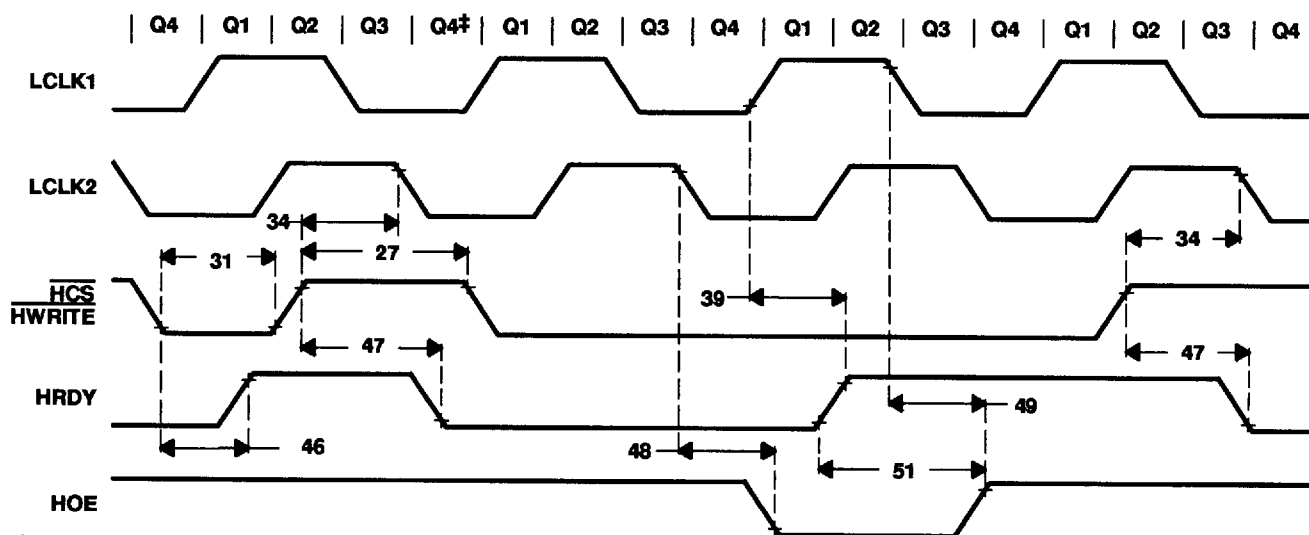 Q4 Q1 Q2 Q3 Q4‡ Q1 Q2 Q3 Q4 Q1 Q2 Q3 Q4 Q1 Q2 Q3 Q4
LCLK1
LCLK2
34
31 27 34
HCS
HWRITE
39
47 47
HRDY
49
46 48
51
HOE